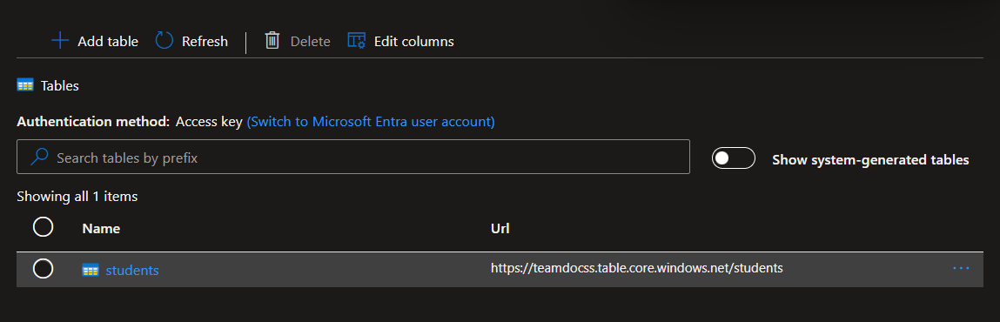 Add table Refresh Delete Edit columns
Tables
Authentication method: Access key (Switch to Microsoft Entra user account)
Search tables by prefix
Show system-generated tables
Showing all 1 items
Name Url
students https://teamdocss.table.core.windows.net/students